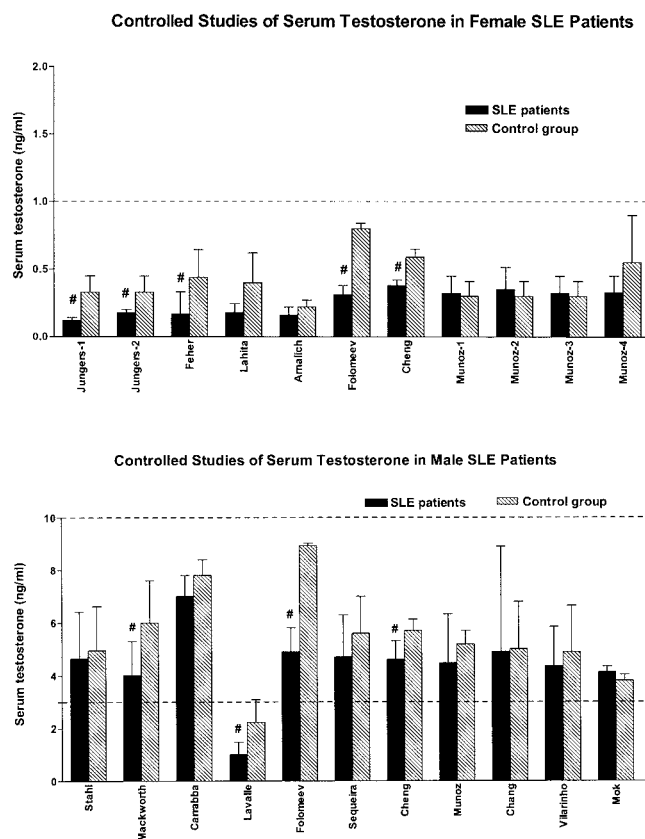 Controlled Studies of Serum Testosterone in Female SLE Patients
2.0
1.5
1.0
0.5
0.0
Serum testosterone (ng/ml)
SLE patients
Control group
# # # # #
Jungers-1
Jungers-2
Feher
Lahita
Arnalich
Folomeev
Cheng
Munoz-1
Munoz-2
Munoz-3
Munoz-4
Controlled Studies of Serum Testosterone in Male SLE Patients
SLE patients
Control group
10
8
6
4
2
0
Serum testosterone (ng/ml)
# # # #
Stahl
Mackworth
Carrabba
Lavalle
Folomeev
Sequeira
Cheng
Munoz
Chang
Vilarinho
Mok